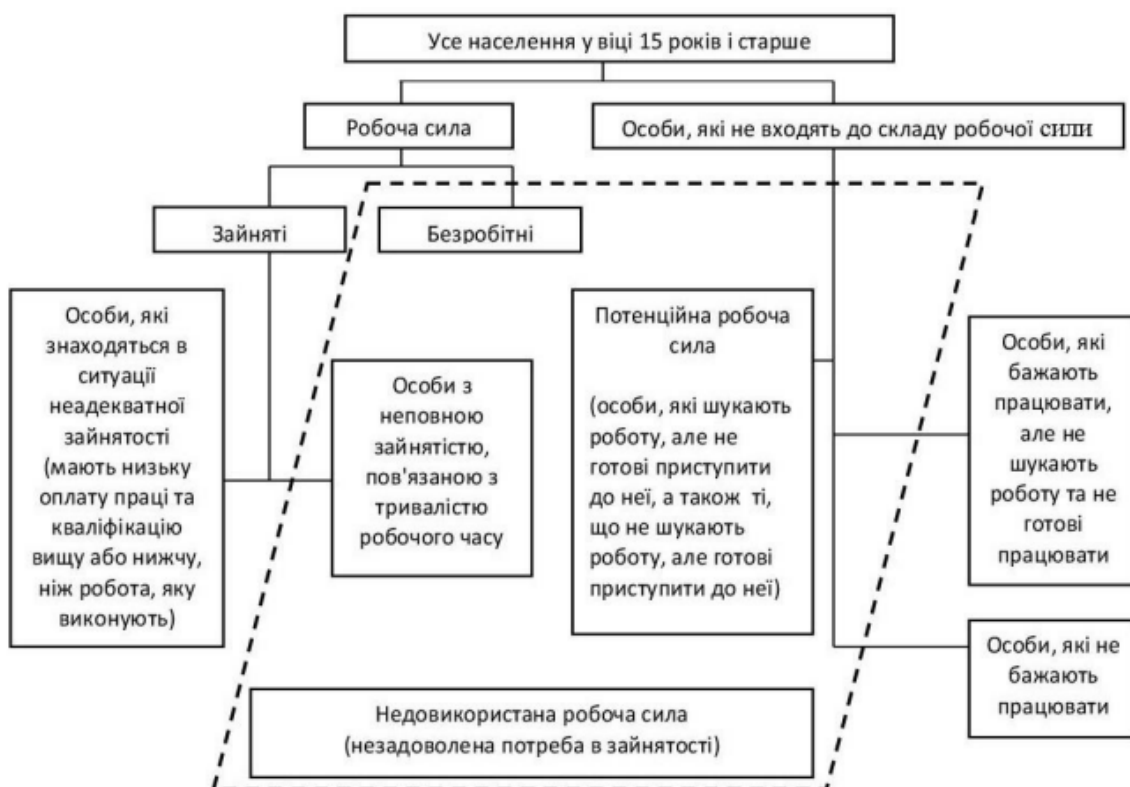 Усе населення у віці 15 років і старше
Робоча сила
Особи, які не входять до складу робочої сили
Зайняті
Безробітні
Особи, які
знаходяться в
ситуації
неадекватної
зайнятості
(мають низьку
оплату праці та
кваліфікацію
вищу або нижчу,
ніж робота, яку
виконують)
Особи з
неповною
зайнятістю,
пов'язаною з
тривалістю
робочого часу
Потенційна робоча
сила
(особи, які шукають
роботу, але не
готові приступити
до неї, а також ті,
що не шукають
роботу, але готові
приступити до неї)
Особи, які
бажають
працювати,
але не
шукають
роботу та не
готові
працювати
Особи, які не
бажають
працювати
Недовикористана робоча сила
(незадоволена потреба в зайнятості)